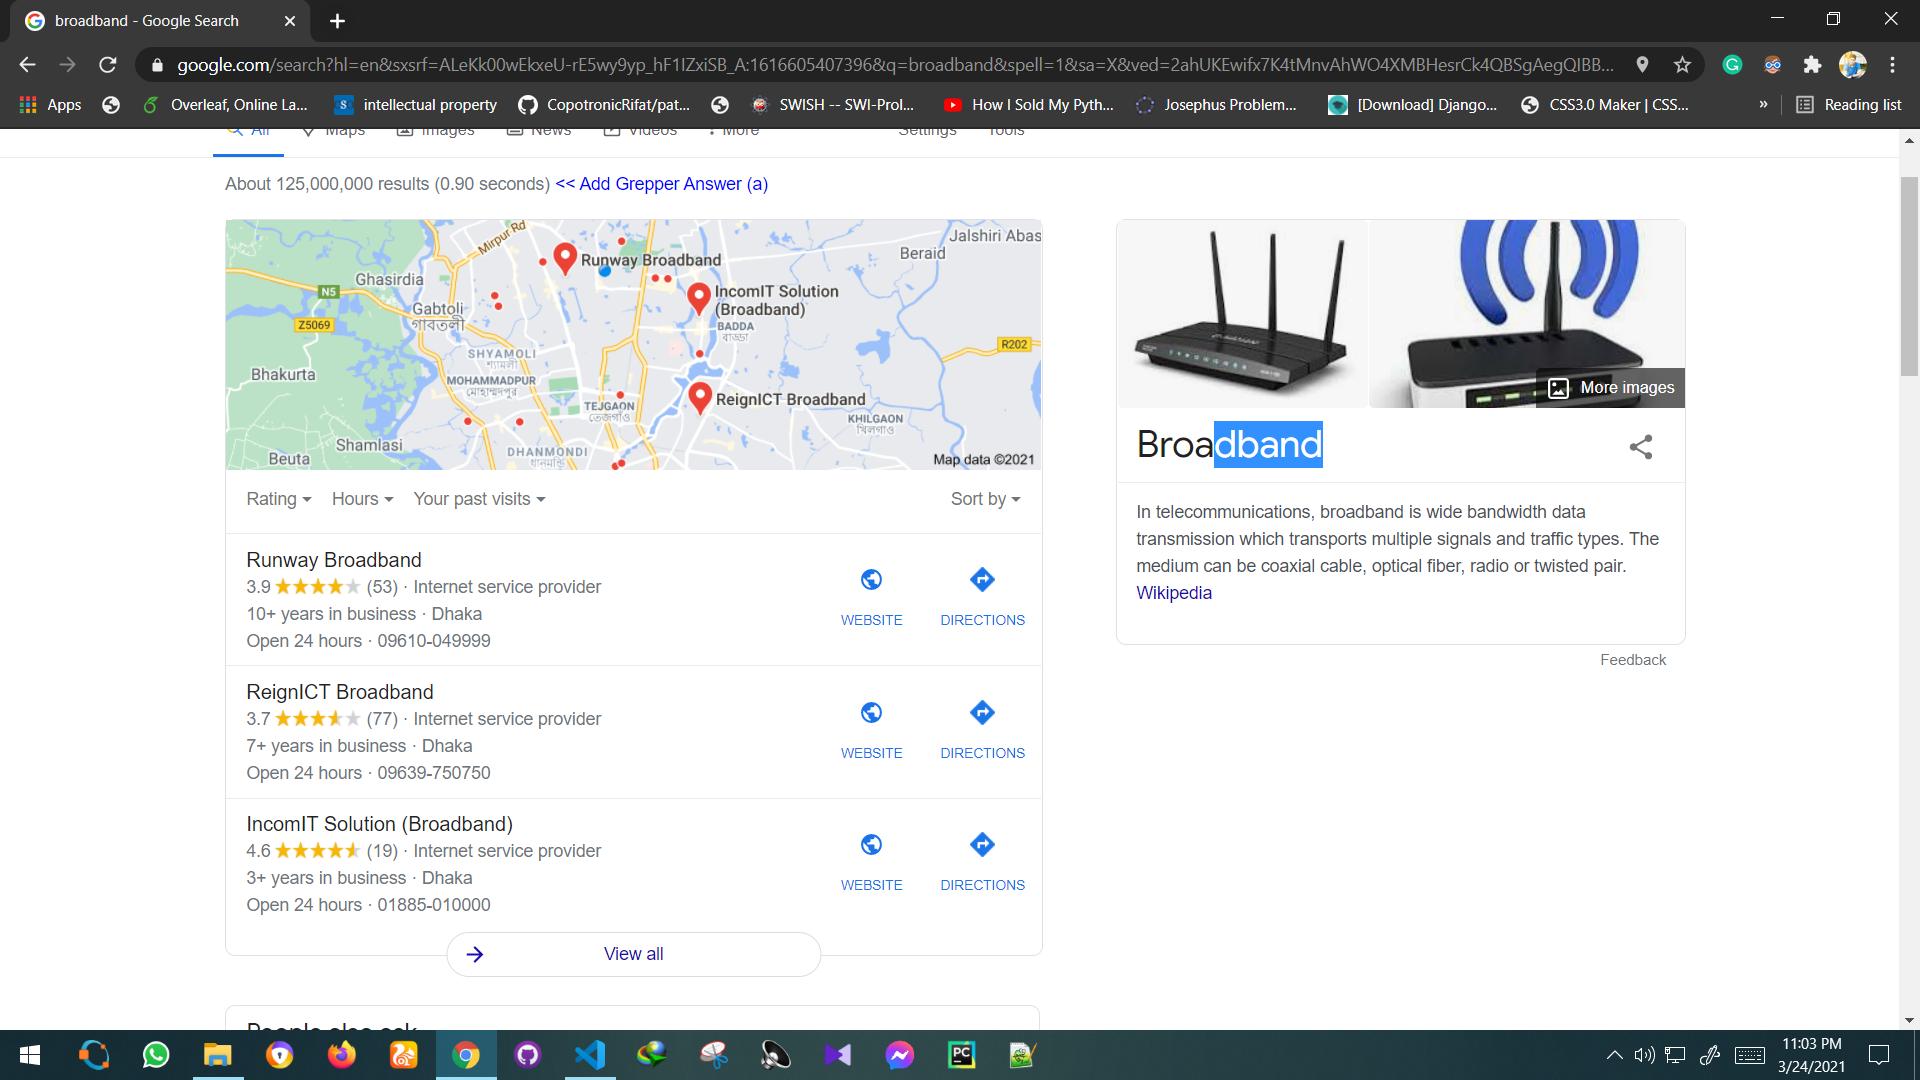 broadband - Google Search
google.com/search?hl=en&sxsrf=ALeKk00wEkxeU-rE5wy9yp_hF1IZxiSB_A:1616605407396&q=broadband&spell=1&sa=X&ved=2ahUKEwifx7K4tMnvAhWO4XMBHesrCk4QBSgAegQIBB...
Apps
Overleaf, Online La...
intellectual property
CopotronicRifat/pat...
SWISH -- SWI-Prol...
How I Sold My Pyth...
Josephus Problem...
[Download] Django...
CSS3.0 Maker | CSS...
»
Reading list
All
Maps
Images
News
Videos
More
Settings
Tools
About 125,000,000 results (0.90 seconds) << Add Grepper Answer (a)
Mirpur Rd
Jalshiri Abas
Beraid
Runway Broadband
Ghasirdia
N5
IncomIT Solution
(Broadband)
Gabtoli
গাবতলী
Z5069
BADDA
বাড্ডা
R202
SHYAMOLI
শ্যামলী
Bhakurta
MOHAMMADPUR
মোহাম্মদপুর
ReignICT Broadband
TEJGAON
তেজগাঁও
KHILGAON
খিলগাঁও
Shamlasi
DHANMONDI
ধানমন্ডি
Beuta
Map data ©2021
Rating
Hours
Your past visits
Sort by
Runway Broadband
3.9 (53) · Internet service provider
10+ years in business · Dhaka
Open 24 hours · 09610-049999
WEBSITE
DIRECTIONS
ReignICT Broadband
3.7 (77) · Internet service provider
7+ years in business · Dhaka
Open 24 hours · 09639-750750
WEBSITE
DIRECTIONS
IncomIT Solution (Broadband)
4.6 (19) · Internet service provider
3+ years in business · Dhaka
Open 24 hours · 01885-010000
WEBSITE
DIRECTIONS
View all
People also ask
More images
Broadband
In telecommunications, broadband is wide bandwidth data
transmission which transports multiple signals and traffic types. The
medium can be coaxial cable, optical fiber, radio or twisted pair.
Wikipedia
Feedback
PC
11:03 PM
3/24/2021